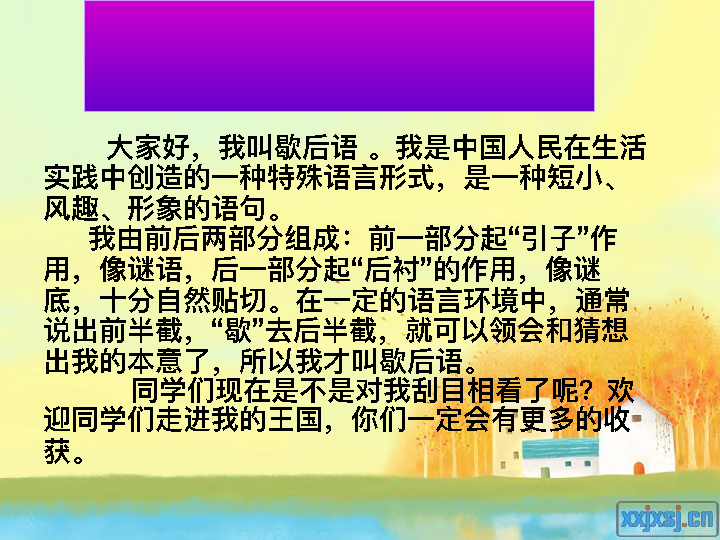 大家好，我叫歇后语 。我是中国人民在生活
实践中创造的一种特殊语言形式，是一种短小、
风趣、形象的语句。
我由前后两部分组成：前一部分起“引子”作
用，像谜语，后一部分起“后衬”的作用，像谜
底，十分自然贴切。在一定的语言环境中，通常
说出前半截，“歇”去后半截，就可以领会和猜想
出我的本意了，所以我才叫歇后语。
同学们现在是不是对我刮目相看了呢？欢
迎同学们走进我的王国，你们一定会有更多的收
获。
xxjxsj.cn